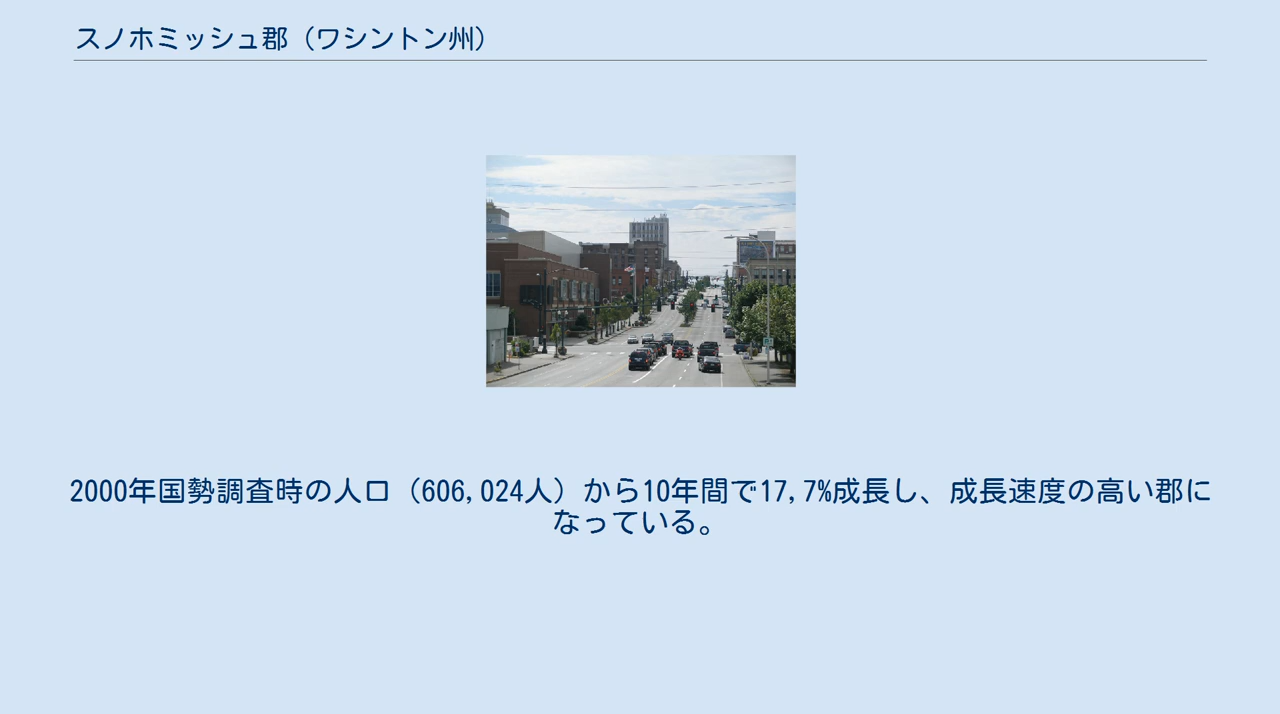 スノホミッシュ郡（ワシントン州）
2000年国勢調査時の人口（606,024人）から10年間で17,7%成長し、成長速度の高い郡に
なっている。